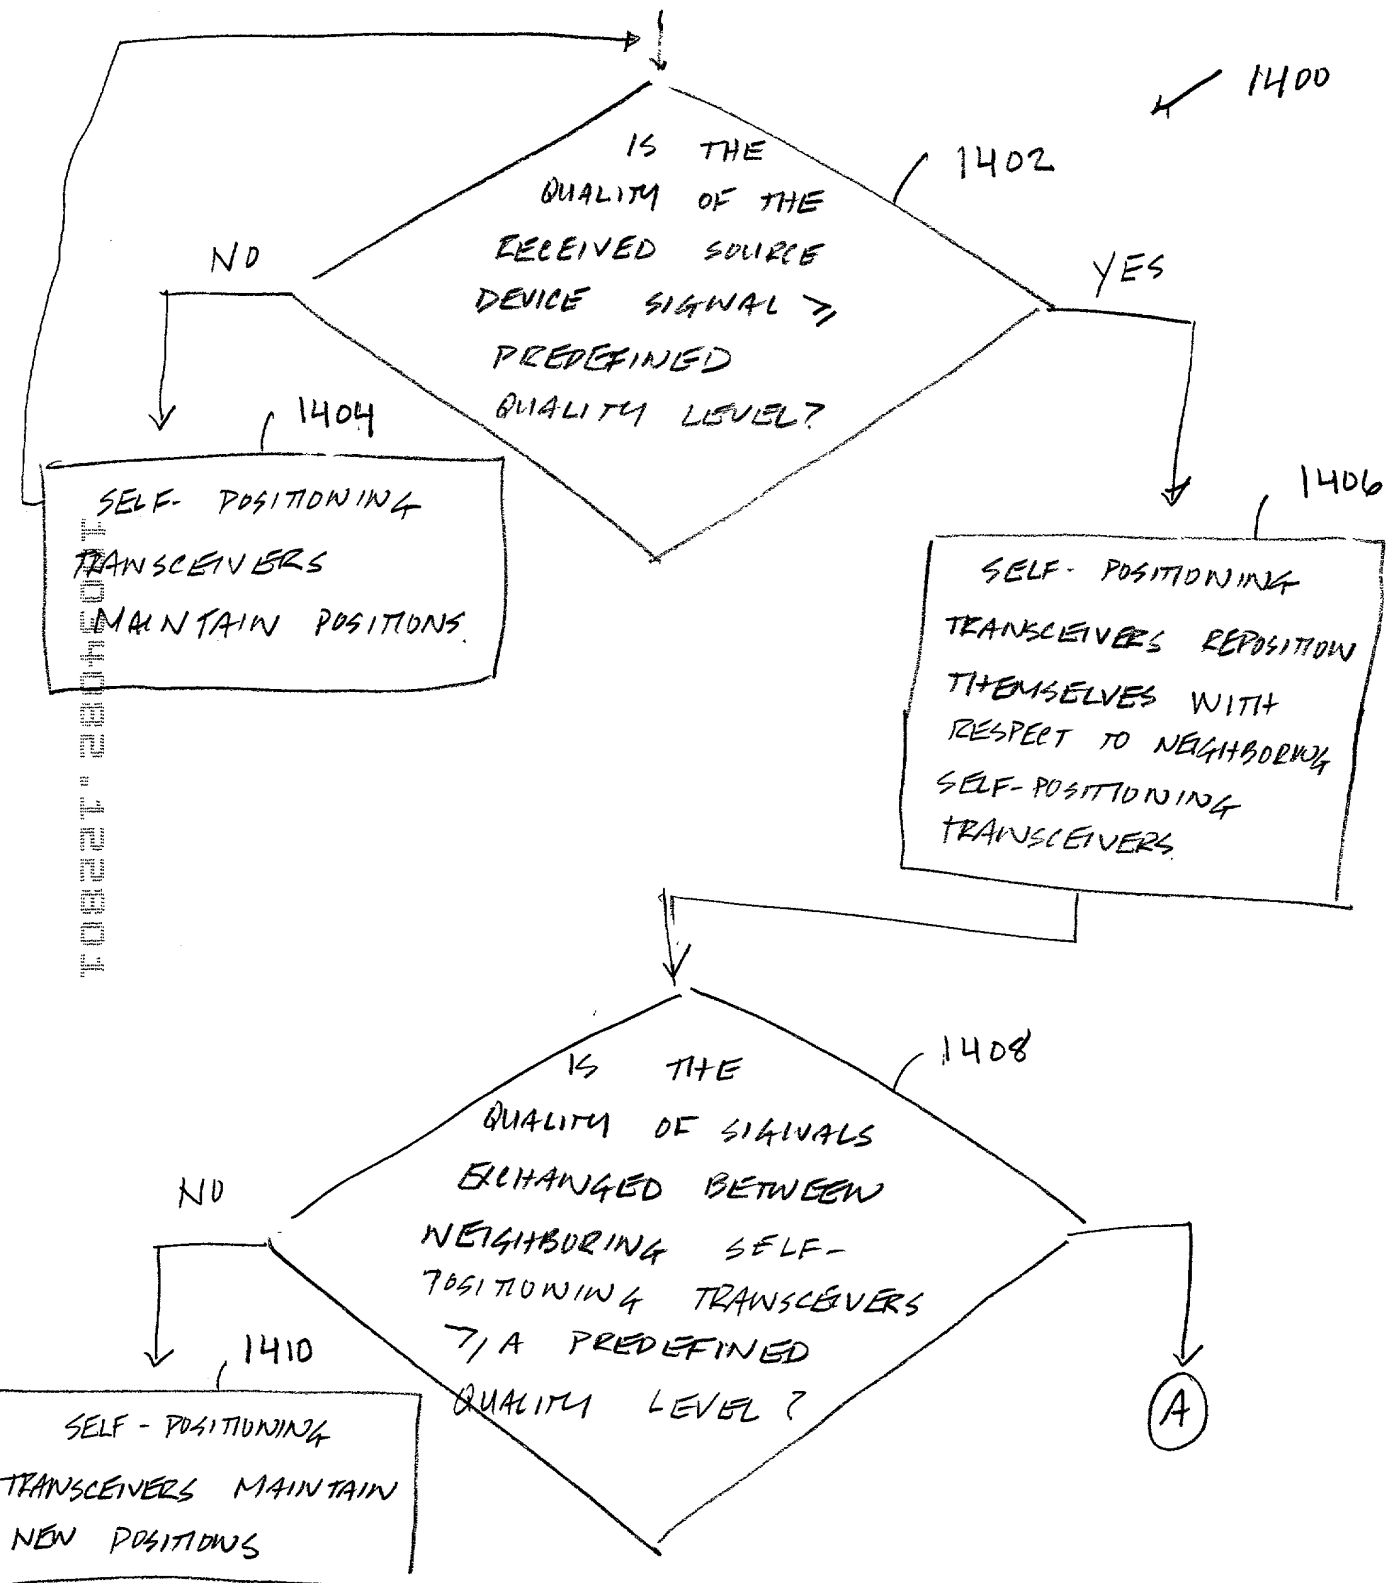 1400
IS THE
QUALITY OF THE
RECEIVED SOURCE
DEVICE SIGNAL ⩾
PREDEFINED
QUALITY LEVEL?
1402
NO
YES
1404
SELF- POSITIONING
TRANSCEIVERS
MAINTAIN POSITIONS.
1406
SELF- POSITIONING
TRANSCEIVERS REPOSITION
THEMSELVES WITH
RESPECT TO NEIGHBORING
SELF-POSITIONING
TRANSCEIVERS.
10054082.122801
IS THE
QUALITY OF SIGNALS
EXCHANGED BETWEEN
NEIGHBORING SELF-
POSITIONING TRANSCEIVERS
⩾ A PREDEFINED
QUALITY LEVEL?
1408
NO
1410
SELF-POSITIONING
TRANSCEIVERS MAINTAIN
NEW POSITIONS
A